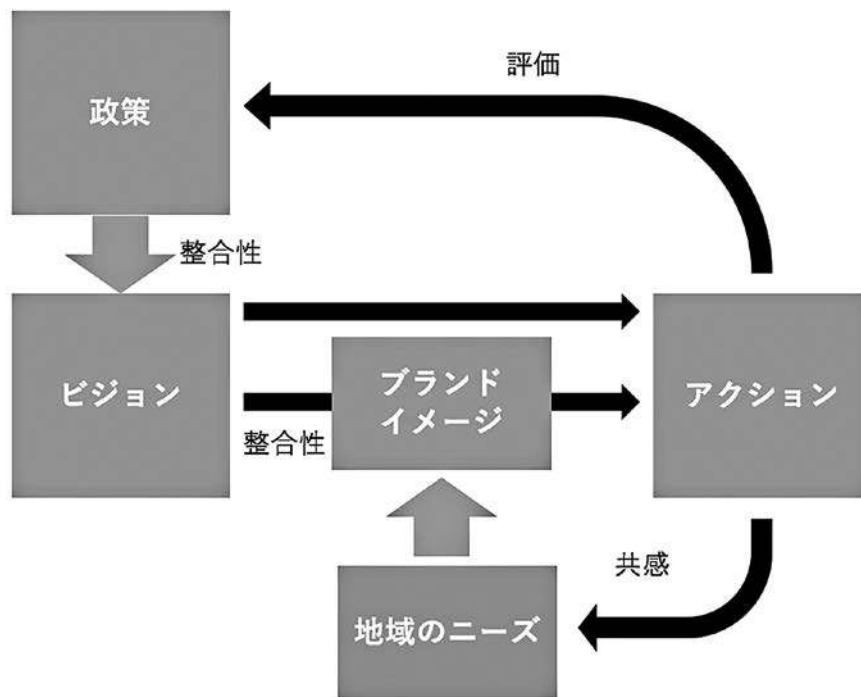 評価
政策
整合性
ビジョン
ブランド
イメージ
アクション
整合性
共感
地域のニーズ